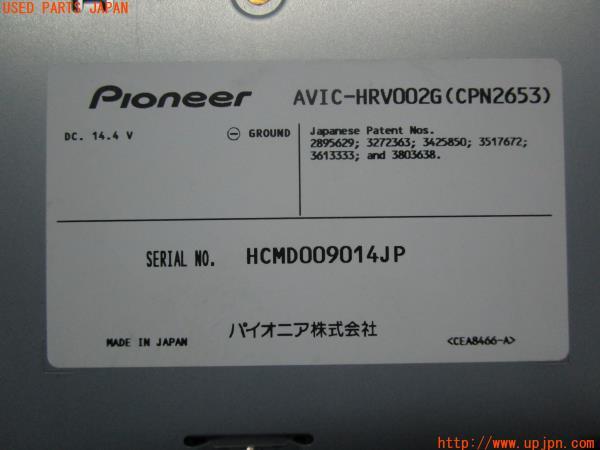 USED PARTS JAPAN
Pioneer
AVIC-HRV002G(CPN2653)
DC. 14.4 V
GROUND
Japanese Patent Nos.
2895629; 3272363; 3425850; 3517672;
3613333; and 3803638.
SERIAL NO. HCMD009014JP
パイオニア株式会社
MADE IN JAPAN
<CEA8466-A>
http://www.upjpn.com/